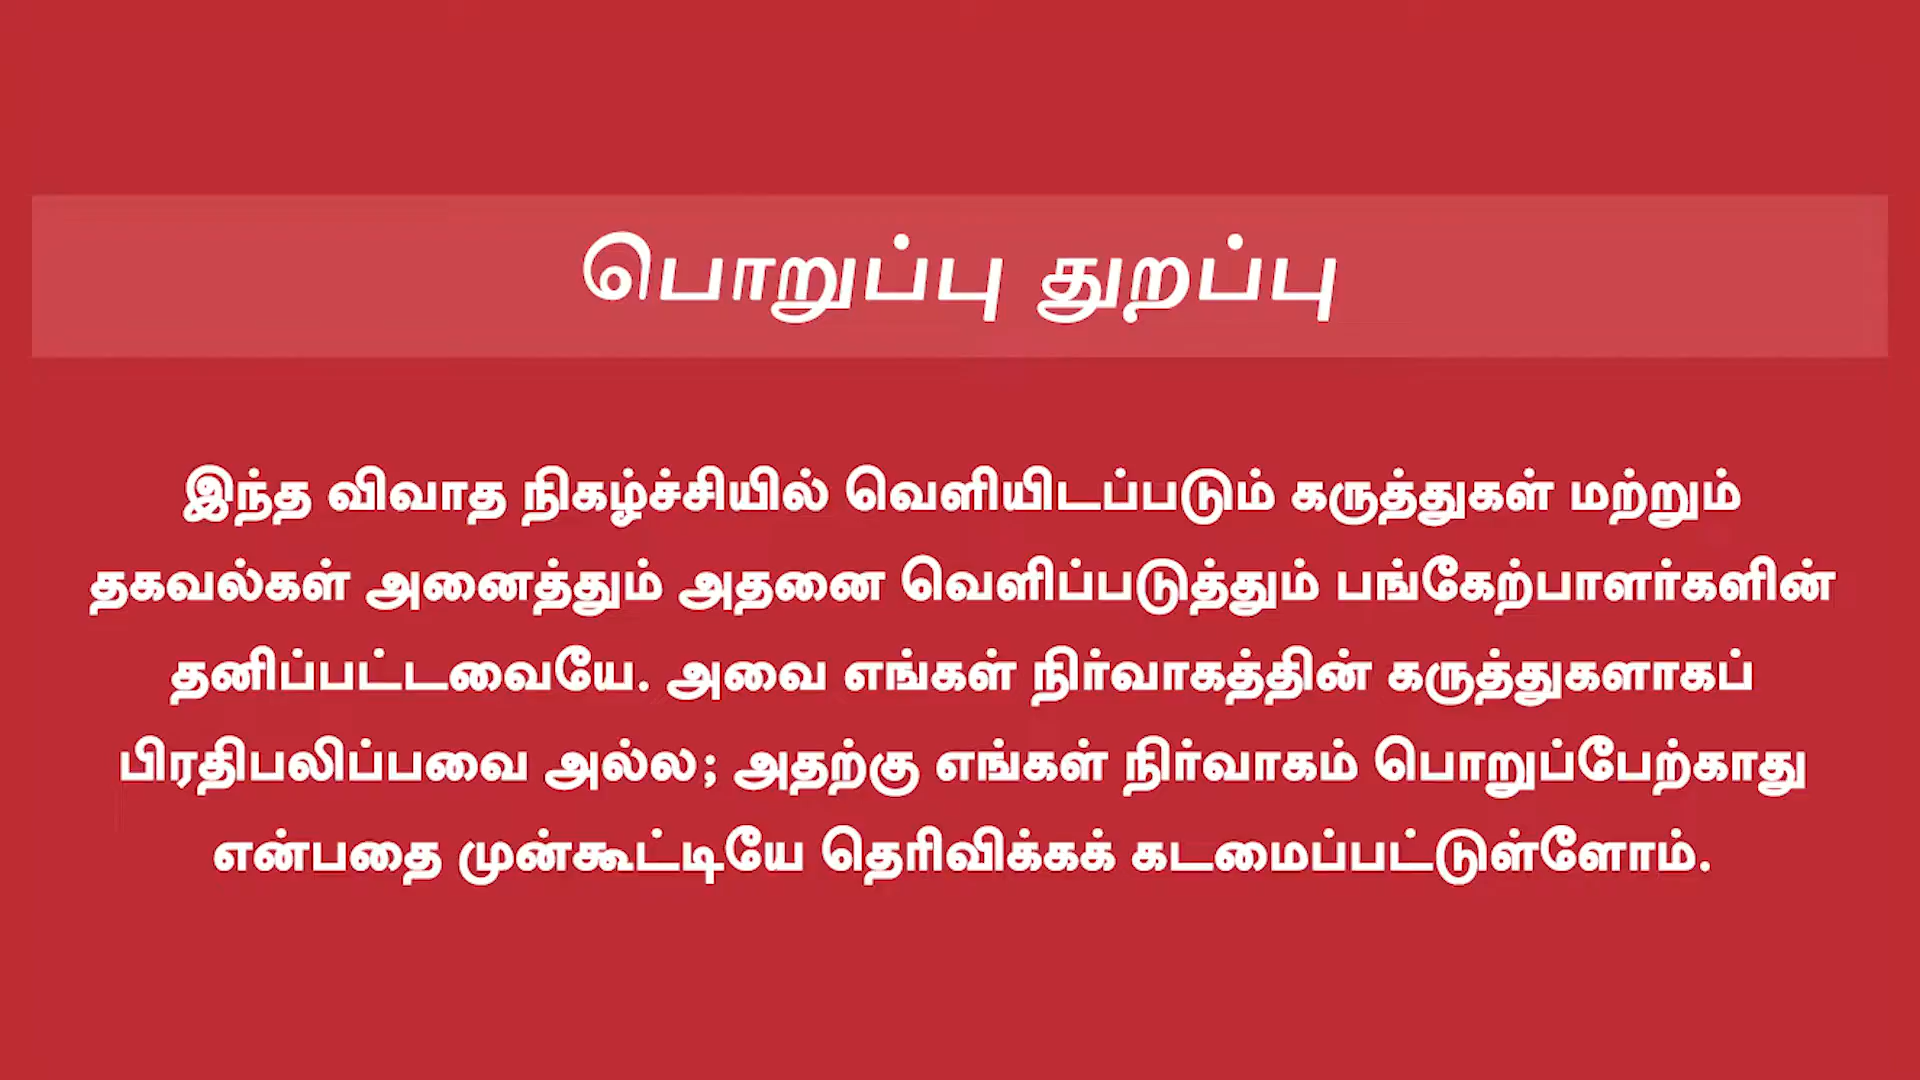 பொறுப்பு துறப்பு
இந்த விவாத நிகழ்ச்சியில் வெளியிடப்படும் கருத்துகள் மற்றும்
தகவல்கள் அனைத்தும் அதனை வெளிப்படுத்தும் பங்கேற்பாளர்களின்
தனிப்பட்டவையே. அவை எங்கள் நிர்வாகத்தின் கருத்துகளாகப்
பிரதிபலிப்பவை அல்ல; அதற்கு எங்கள் நிர்வாகம் பொறுப்பேற்காது
என்பதை முன்கூட்டியே தெரிவிக்கக் கடமைப்பட்டுள்ளோம்.